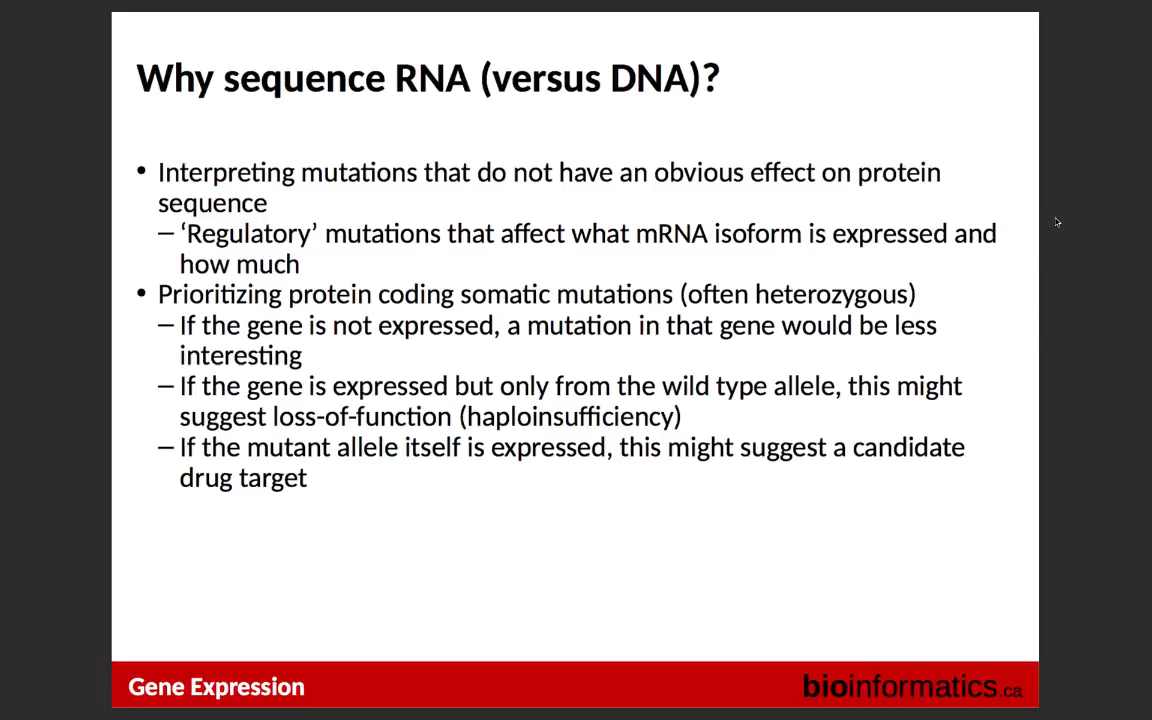 Why sequence RNA (versus DNA)?
• Interpreting mutations that do not have an obvious effect on protein
sequence
– ‘Regulatory’ mutations that affect what mRNA isoform is expressed and
how much
• Prioritizing protein coding somatic mutations (often heterozygous)
– If the gene is not expressed, a mutation in that gene would be less
interesting
– If the gene is expressed but only from the wild type allele, this might
suggest loss-of-function (haploinsufficiency)
– If the mutant allele itself is expressed, this might suggest a candidate
drug target
Gene Expression
bioinformatics.ca